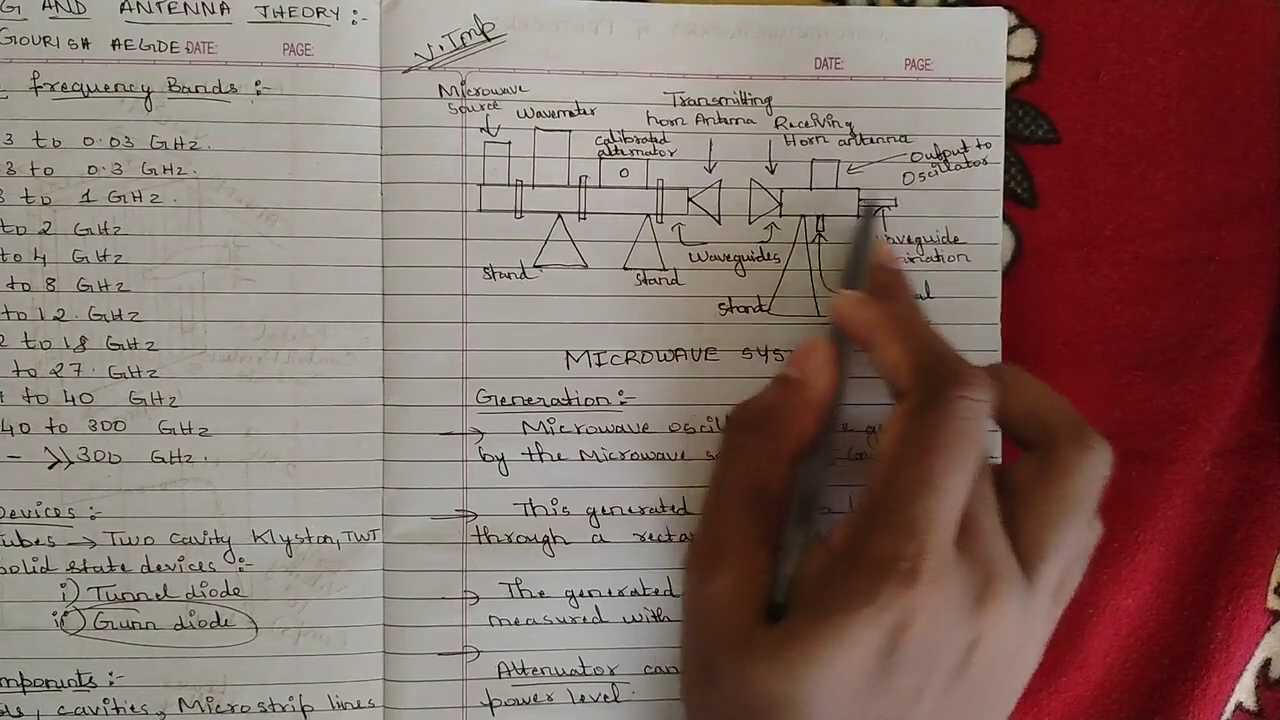 G AND ANTENNA THEORY :-
GOURISH AEGDE DATE: PAGE:
frequency Bands :-
3 to 0.03 GHz.
3 to 0.3 GHz.
to 1 GHz.
to 2 GHz
to 4 GHz
to 8 GHz
to 12. GHz
to 18 GHz
to 27. GHz
to 40 GHz
40 to 300 GHz
- >>300 GHz.
Devices :-
Tubes → Two Cavity Klyston, TWT
solid state devices :-
i) Tunnel diode
ii) Gunn diode
mponents :-
cavities, Microstrip lines
V.Imp
DATE: PAGE:
Microwave
Source
Wavemeter
Calibrated
attenuator
Transmitting
horn Antenna
Receiving
Horn antenna
Output to
Oscillator
Waveguides
Stand
Stand
Stand
MICROWAVE SYS
Generation :-
→ Microwave oscill
by the Microwave
→ This generated
through a recta
→ The generated
measured with
→ Attenuator can
power level.